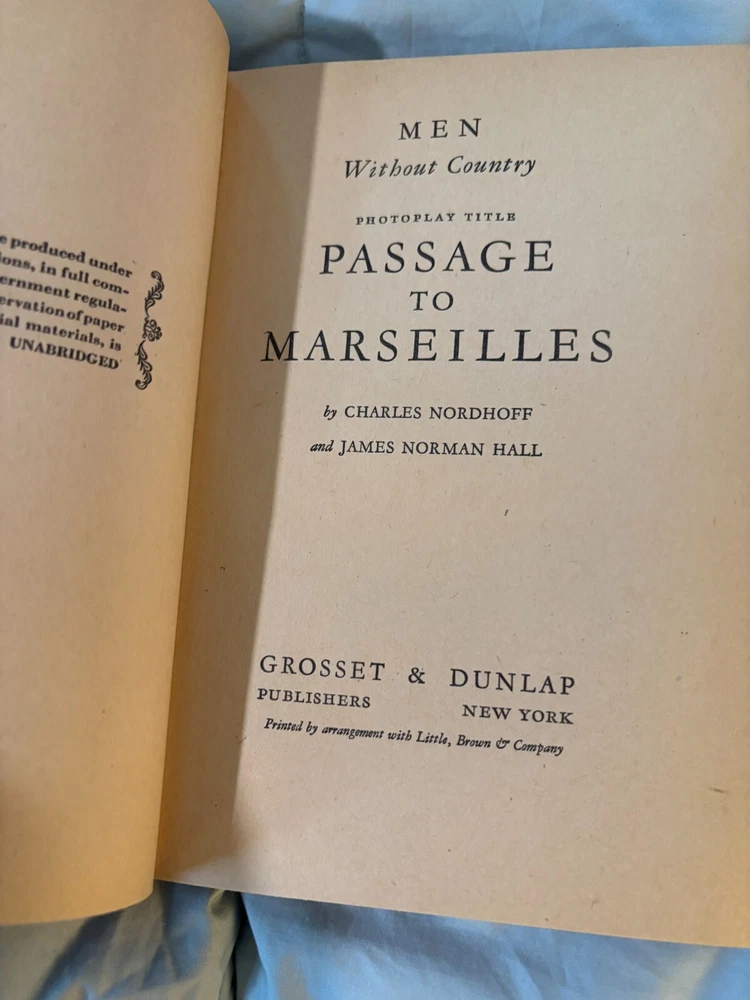 e produced under
ions, in full com-
ernment regula-
ervation of paper
ial materials, is
UNABRIDGED
MEN
Without Country
PHOTOPLAY TITLE
PASSAGE
TO
MARSEILLES
by CHARLES NORDHOFF
and JAMES NORMAN HALL
GROSSET & DUNLAP
PUBLISHERS NEW YORK
Printed by arrangement with Little, Brown & Company